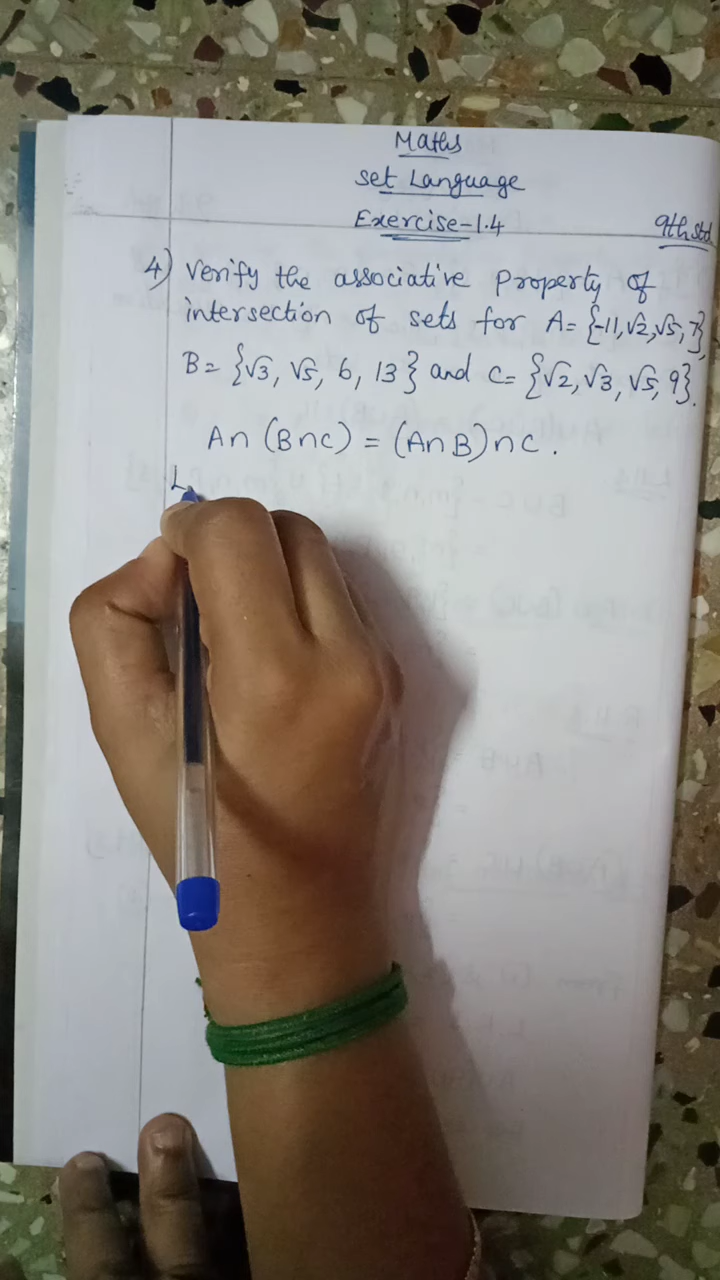 Maths
Set Language
Exercise-1.4
9th std
4) Verify the associative Property of
intersection of sets for A= {-11,√2,√5,7},
B= {√3, √5, 6, 13} and C= {√2,√3,√5,9}.
A∩(B∩C) = (A∩B)∩C.
L